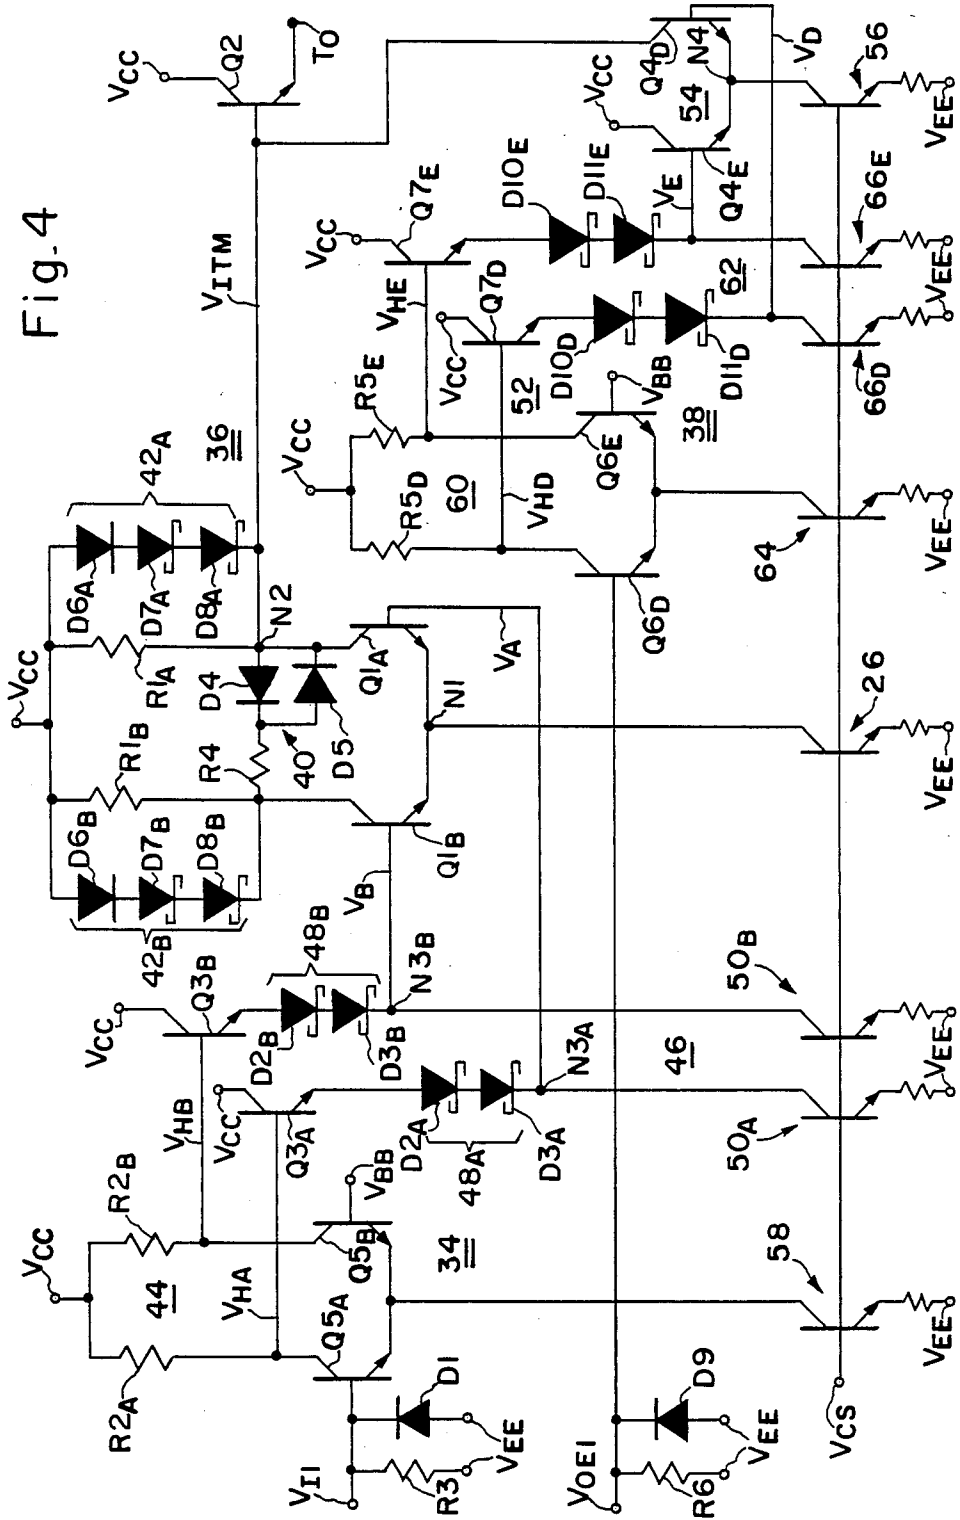 Fig. 4
VCC
Q2
TO
VITM
36
VCC
42A
D6A
D7A
D8A
R1A
N2
D4
D5
40
R4
R1B
D6B
D7B
D8B
42B
Q1A
VA
N1
Q1B
VB
VCC
Q7E
VHE
D10E
D11E
VCC
Q4D
N4
54
Q4E
VE
VD
56
VEE
66E
VEE
62
Q7D
VCC
52
D10D
D11D
66D
VEE
R5E
VCC
R5D
60
VHD
VBB
38
Q6E
Q6D
64
VEE
26
VEE
VCC
Q3B
48B
D2B
D3B
N3B
50B
VEE
VHB
VCC
Q3A
D2A
48A
D3A
N3A
46
50A
VCC
R2B
44
R2A
VHA
Q5A
Q5B
VBB
34
58
VEE
VI1
R3
D1
VEE
VOEI
R6
D9
VEE
VCS